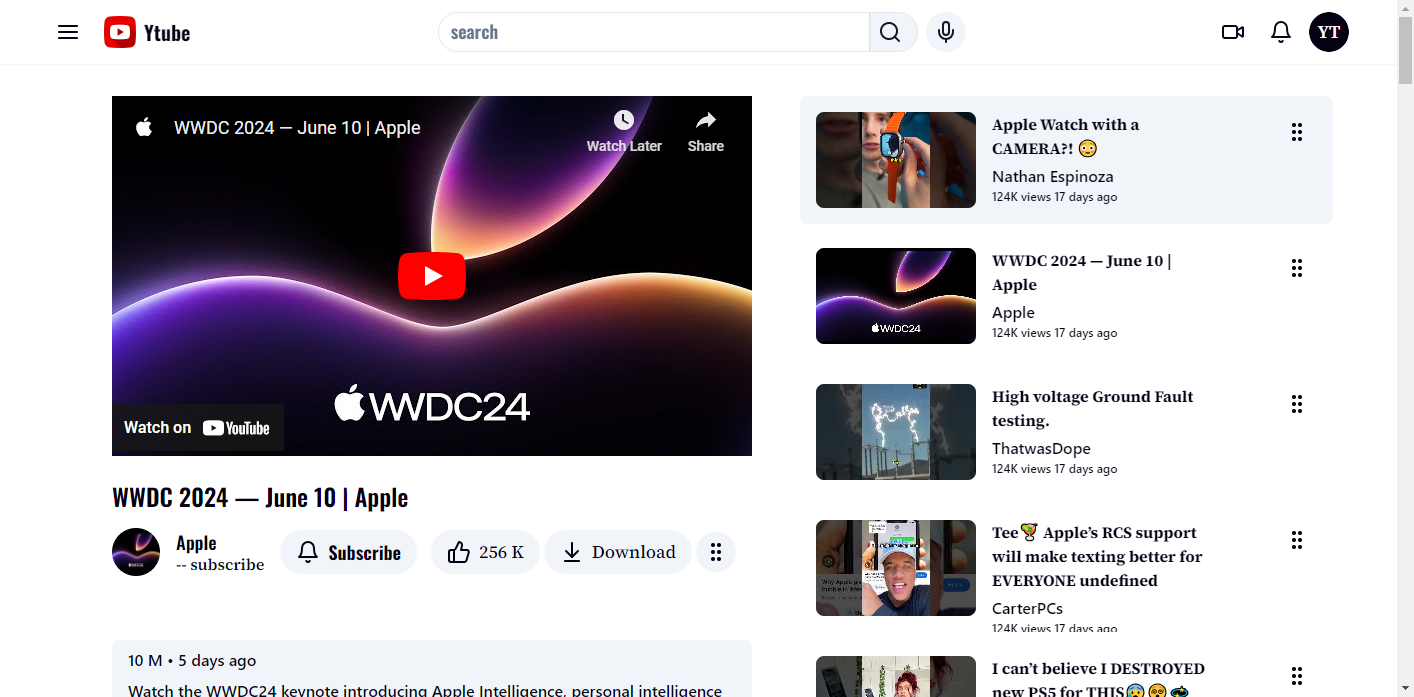 Ytube
search
YT
WWDC 2024 — June 10 | Apple
Watch Later
Share
WWDC24
Watch on YouTube
WWDC 2024 — June 10 | Apple
Apple
-- subscribe
Subscribe
256 K
Download
10 M • 5 days ago
Watch the WWDC24 keynote introducing Apple Intelligence, personal intelligence
Apple Watch with a
CAMERA?! 😳
Nathan Espinoza
124K views 17 days ago
WWDC24
WWDC 2024 — June 10 |
Apple
Apple
124K views 17 days ago
High voltage Ground Fault
testing.
ThatwasDope
124K views 17 days ago
Tee🍸 Apple’s RCS support
will make texting better for
EVERYONE undefined
CarterPCs
124K views 17 days ago
I can’t believe I DESTROYED
new PS5 for THIS😰😵🤿